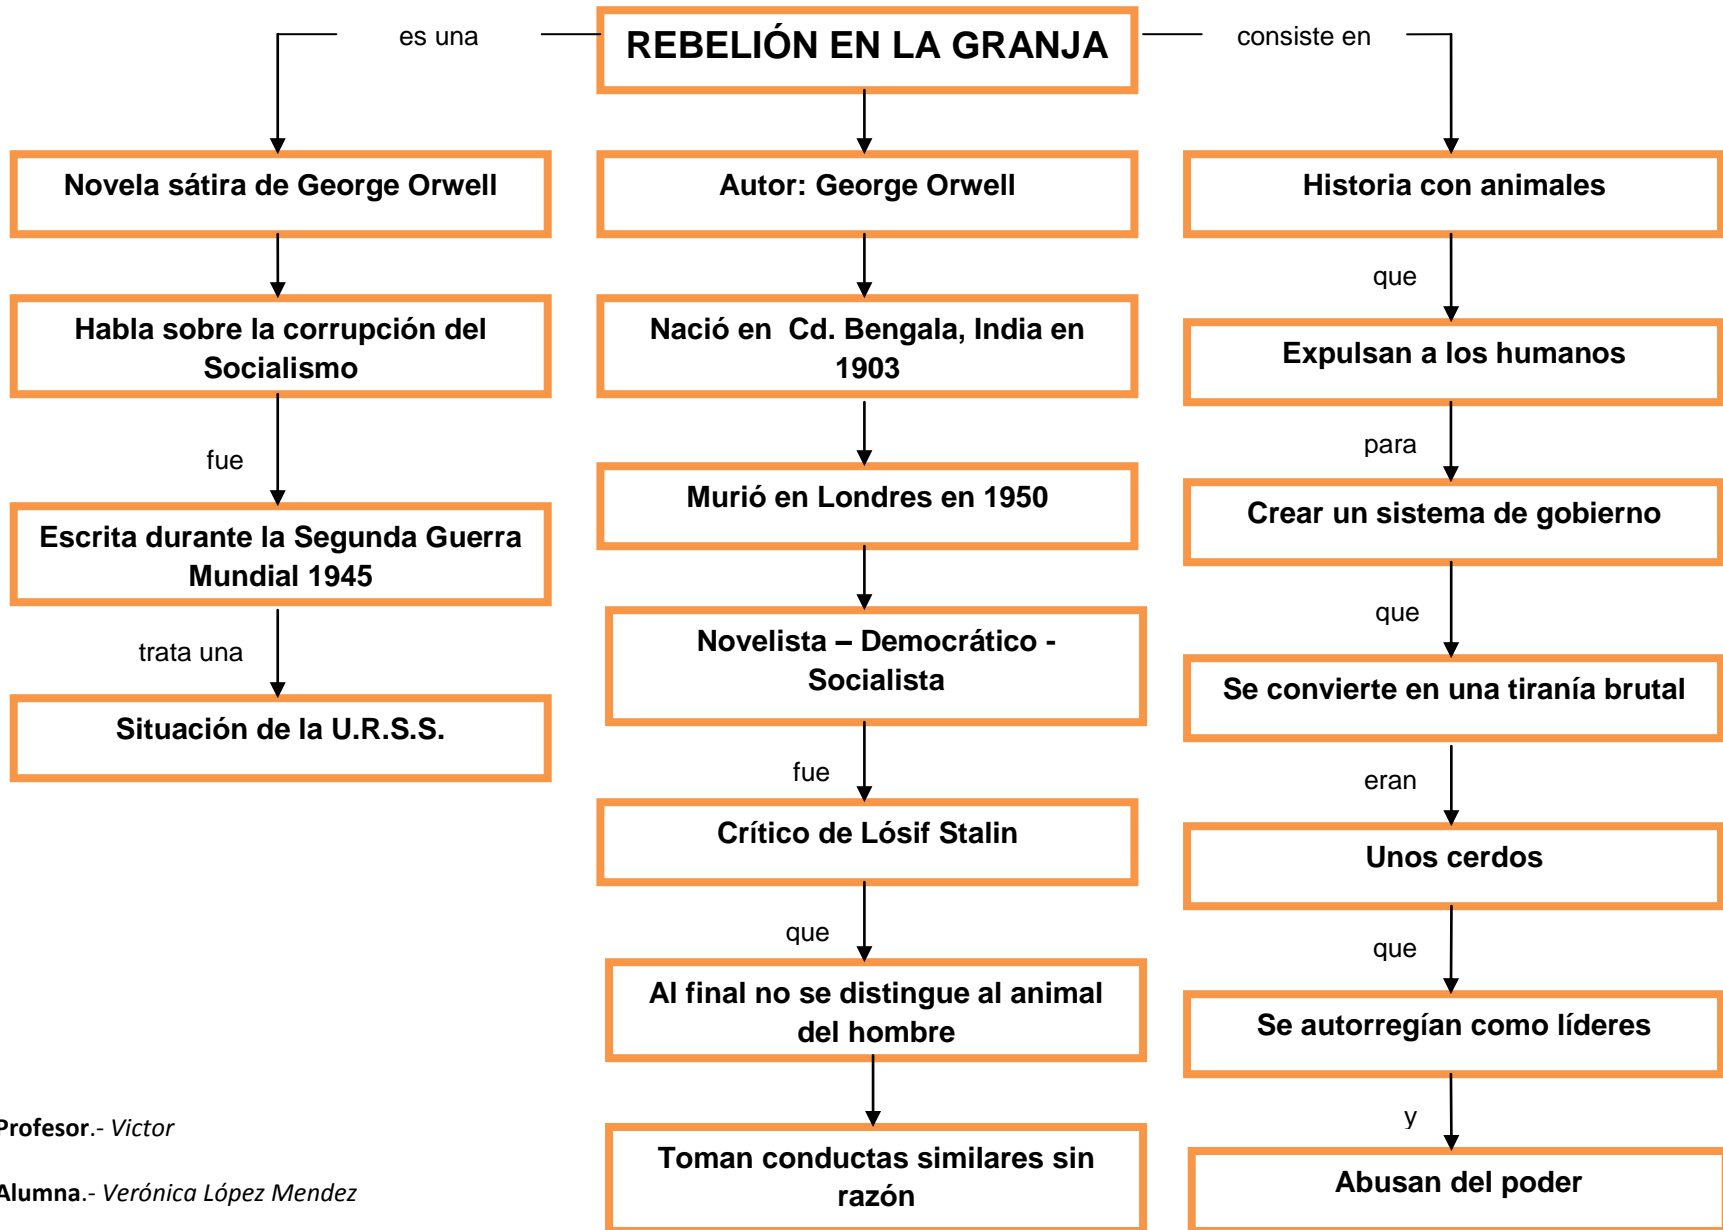 es una
REBELIÓN EN LA GRANJA
consiste en
Novela sátira de George Orwell
Habla sobre la corrupción del
Socialismo
fue
Escrita durante la Segunda Guerra
Mundial 1945
trata una
Situación de la U.R.S.S.
Autor: George Orwell
Nació en  Cd. Bengala, India en
1903
Murió en Londres en 1950
Novelista – Democrático -
Socialista
fue
Crítico de Lósif Stalin
que
Al final no se distingue al animal
del hombre
Toman conductas similares sin
razón
Historia con animales
que
Expulsan a los humanos
para
Crear un sistema de gobierno
que
Se convierte en una tiranía brutal
eran
Unos cerdos
que
Se autorregían como líderes
y
Abusan del poder
Profesor.- Victor
Alumna.- Verónica López Mendez